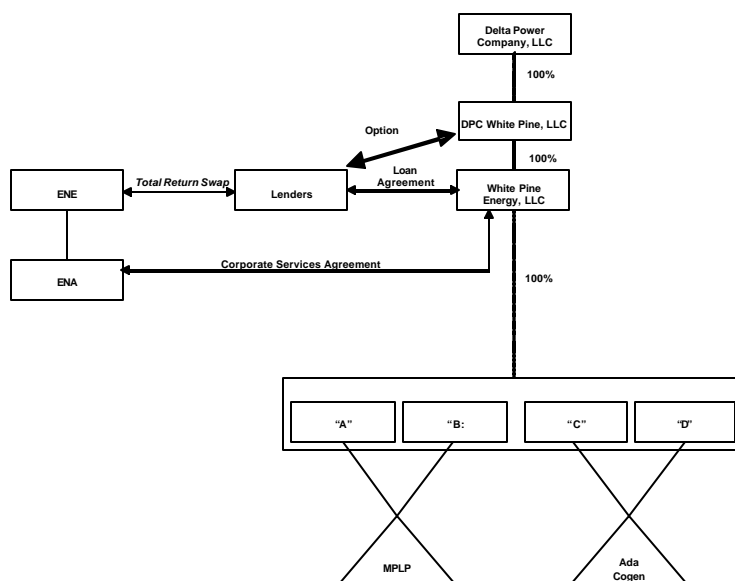 Delta Power
Company, LLC
100%
Option
DPC White Pine, LLC
100%
ENE
Total Return Swap
Lenders
Loan
Agreement
White Pine
Energy, LLC
ENA
Corporate Services Agreement
100%
“A”
“B:
“C”
“D”
MPLP
Ada
Cogen